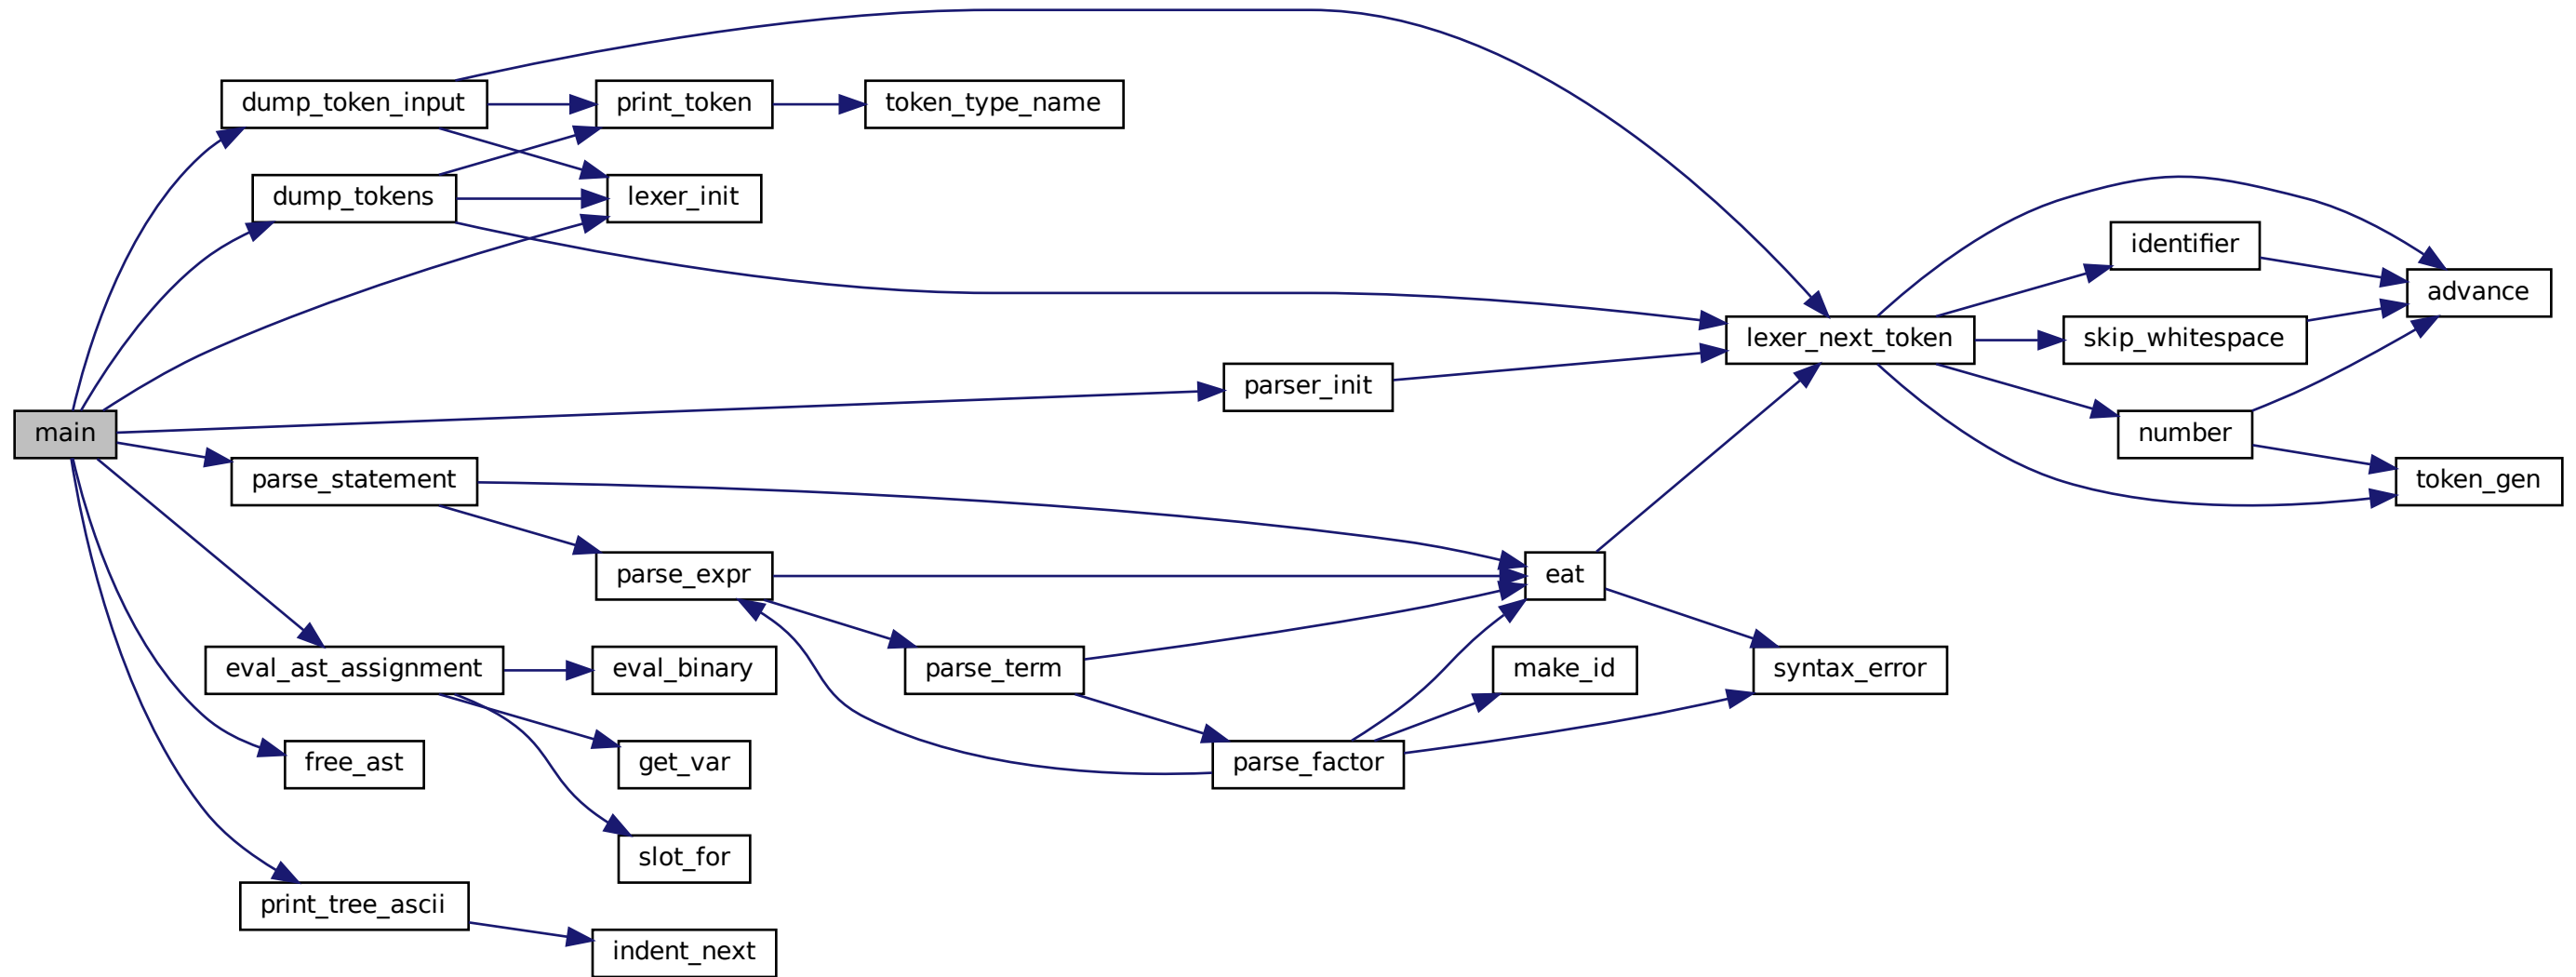 dump_token_input
print_token
token_type_name
dump_tokens
lexer_init
identifier
advance
lexer_next_token
skip_whitespace
parser_init
main
number
parse_statement
token_gen
parse_expr
eat
eval_ast_assignment
eval_binary
parse_term
make_id
syntax_error
free_ast
get_var
parse_factor
slot_for
print_tree_ascii
indent_next